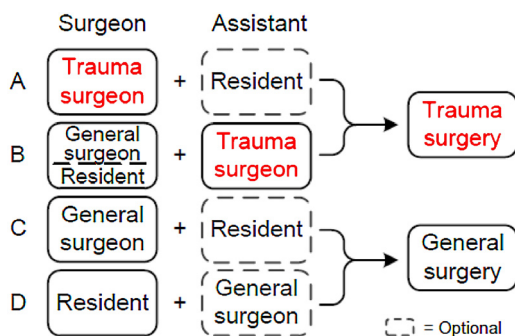 Surgeon Assistant
A Trauma surgeon + Resident
B General surgeon Resident + Trauma surgeon
Trauma surgery
C General surgeon + Resident
D Resident + General surgeon
General surgery
= Optional